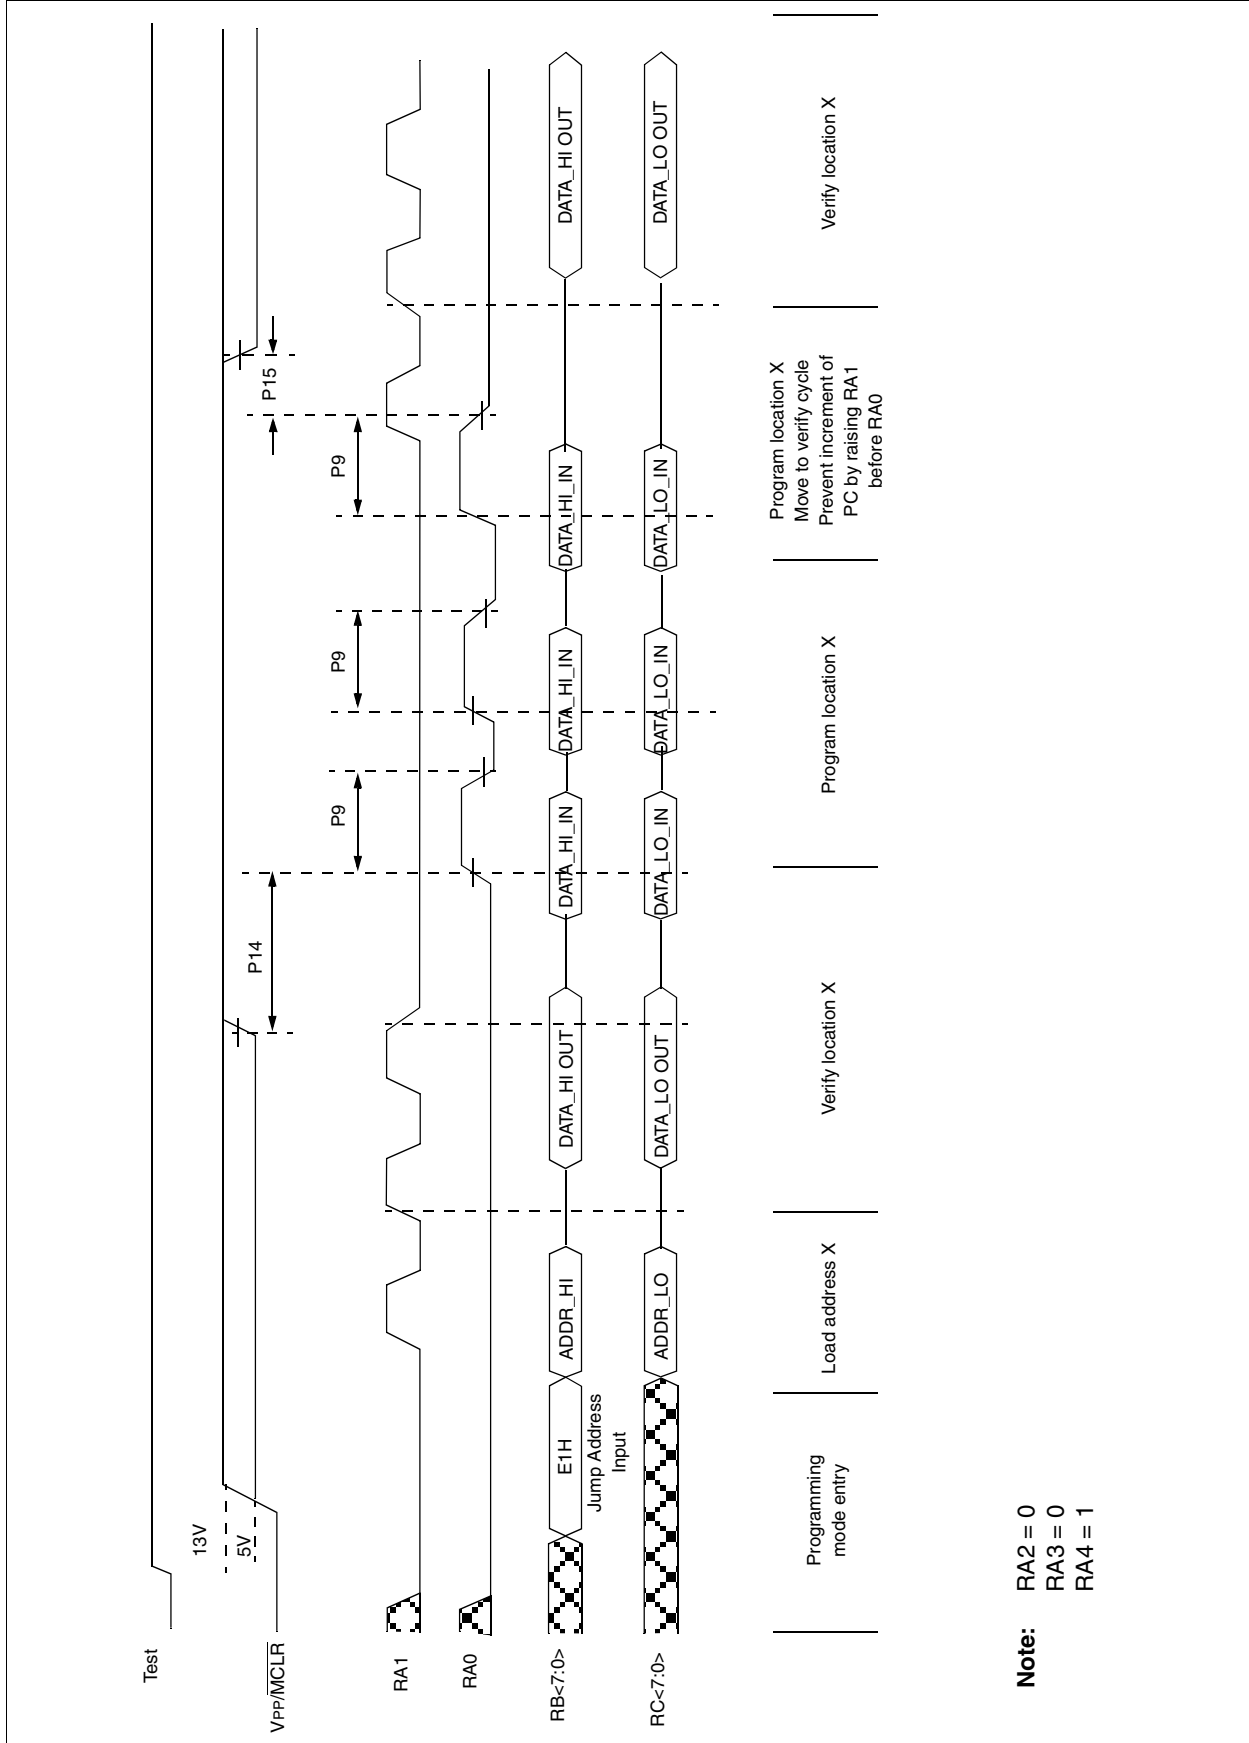 Test
13V
5V
VPP/MCLR
P14
P15
RA1
P9
P9
P9
RA0
RB<7:0>
E1H
ADDR_HI
DATA_HI OUT
DATA_HI_IN
DATA_HI_IN
DATA_HI_IN
DATA_HI OUT
Jump Address
Input
RC<7:0>
ADDR_LO
DATA_LO OUT
DATA_LO_IN
DATA_LO_IN
DATA_LO_IN
DATA_LO OUT
Programming
mode entry
Load address X
Verify location X
Program location X
Program location X
Move to verify cycle
Prevent increment of
PC by raising RA1
before RA0
Verify location X
Note: RA2 = 0
RA3 = 0
RA4 = 1